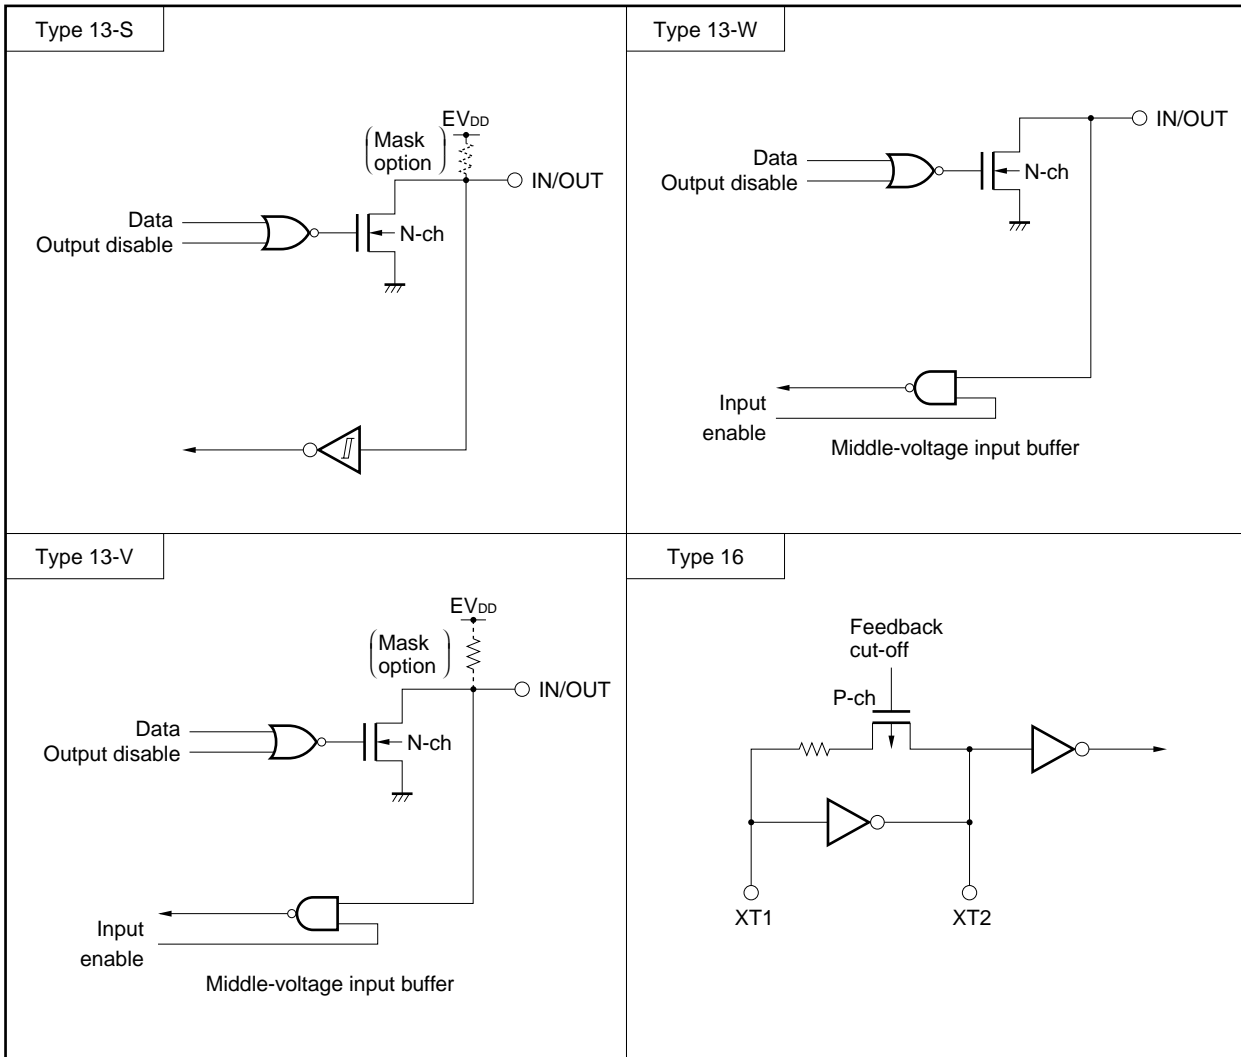 Type 13-S
EVDD
Mask
option
IN/OUT
Data
Output disable
N-ch
Type 13-W
IN/OUT
Data
Output disable
N-ch
Input
enable
Middle-voltage input buffer
Type 13-V
EVDD
Mask
option
IN/OUT
Data
Output disable
N-ch
Input
enable
Middle-voltage input buffer
Type 16
Feedback
cut-off
P-ch
XT1
XT2